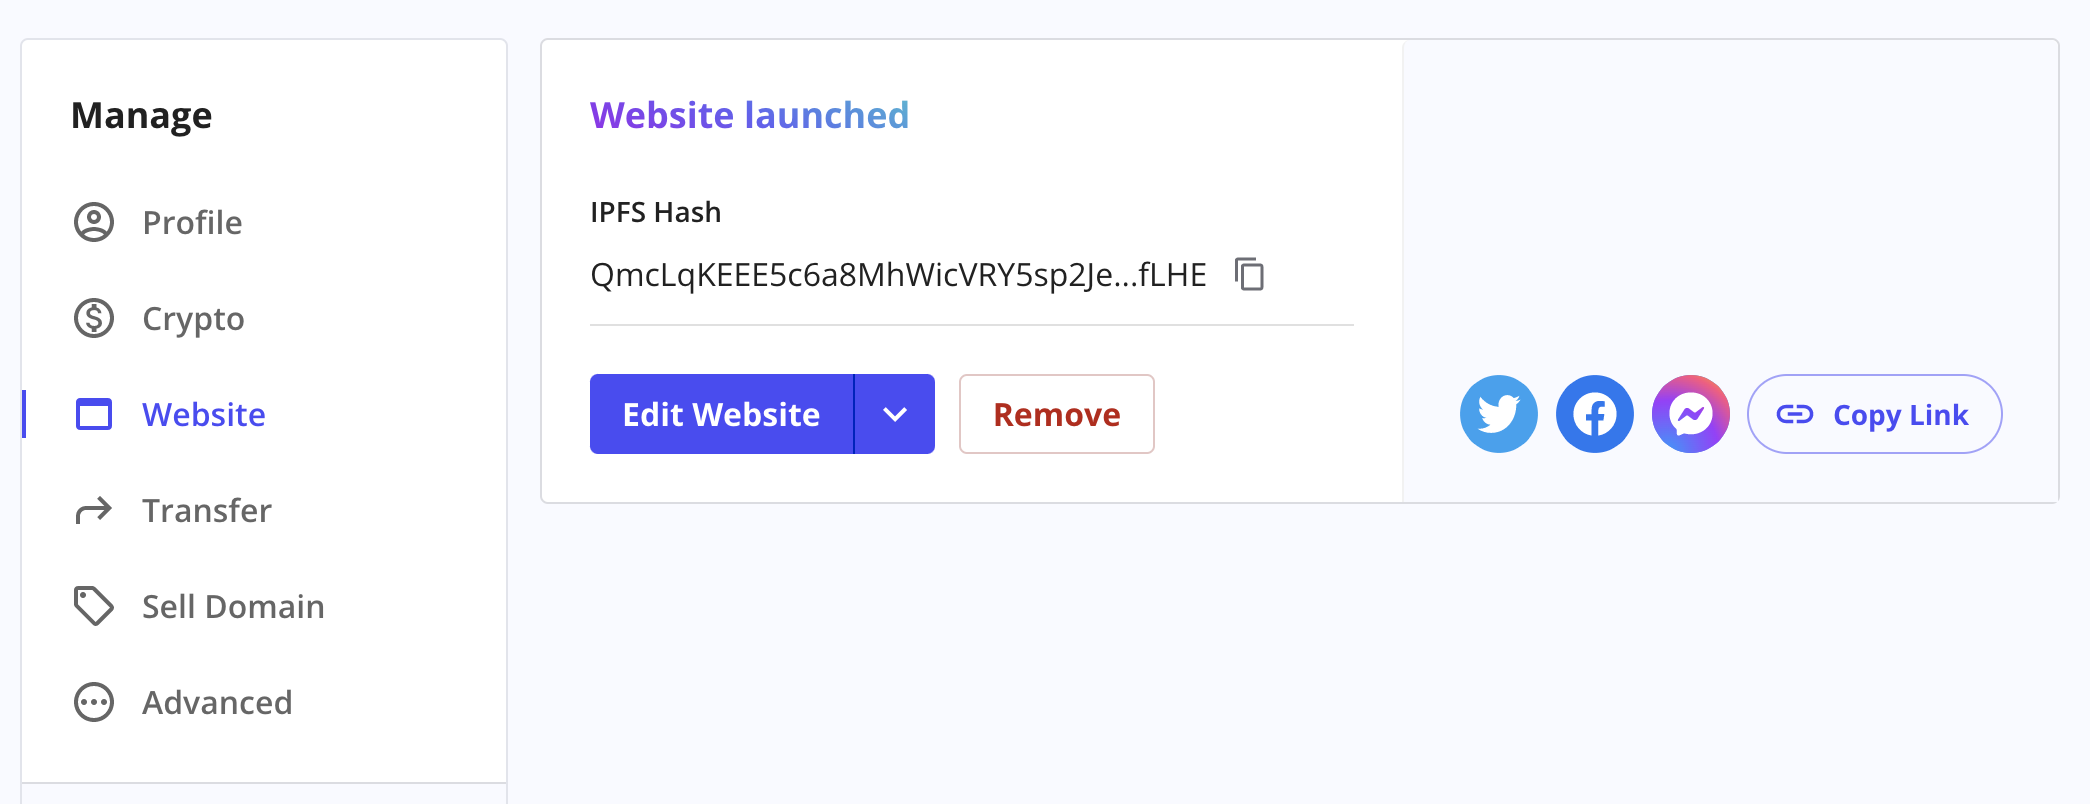 Manage
Profile
Crypto
Website
Transfer
Sell Domain
Advanced
Website launched
IPFS Hash
QmcLqKEEE5c6a8MhWicVRY5sp2Je...fLHE
Edit Website
Remove
Copy Link